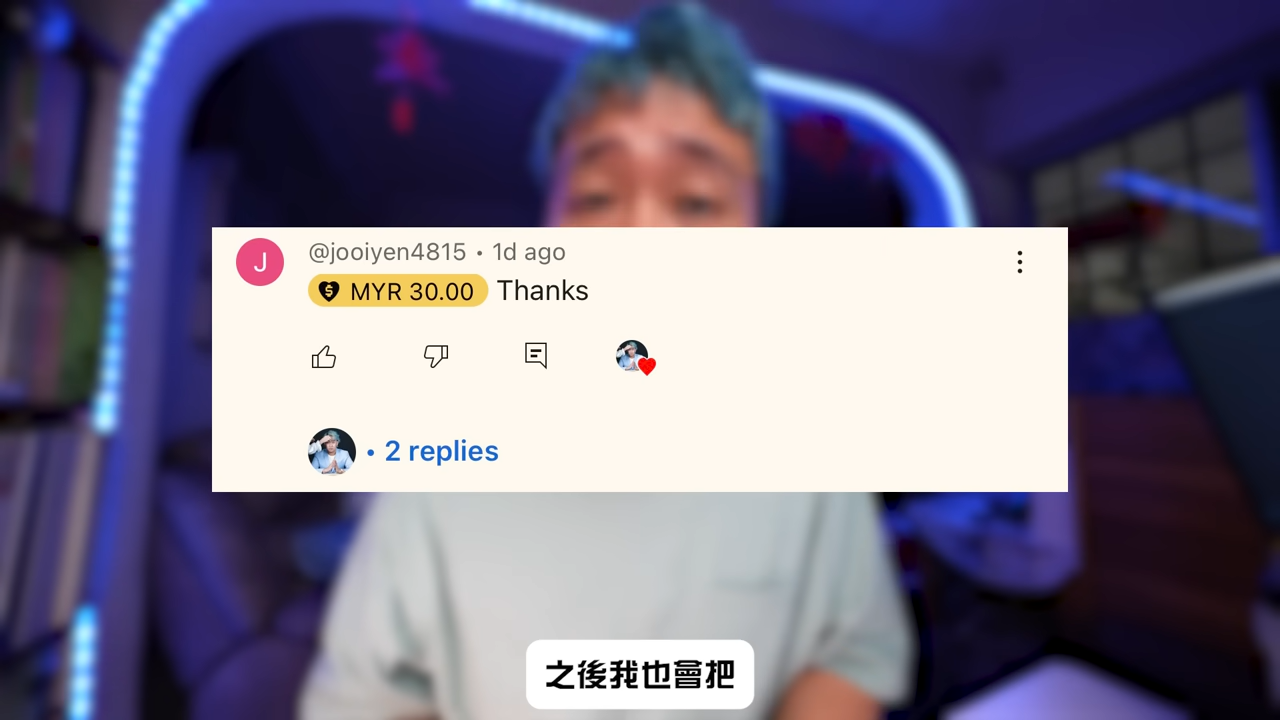 J
@jooiyen4815 • 1d ago
MYR 30.00 Thanks
• 2 replies
之後我也會把